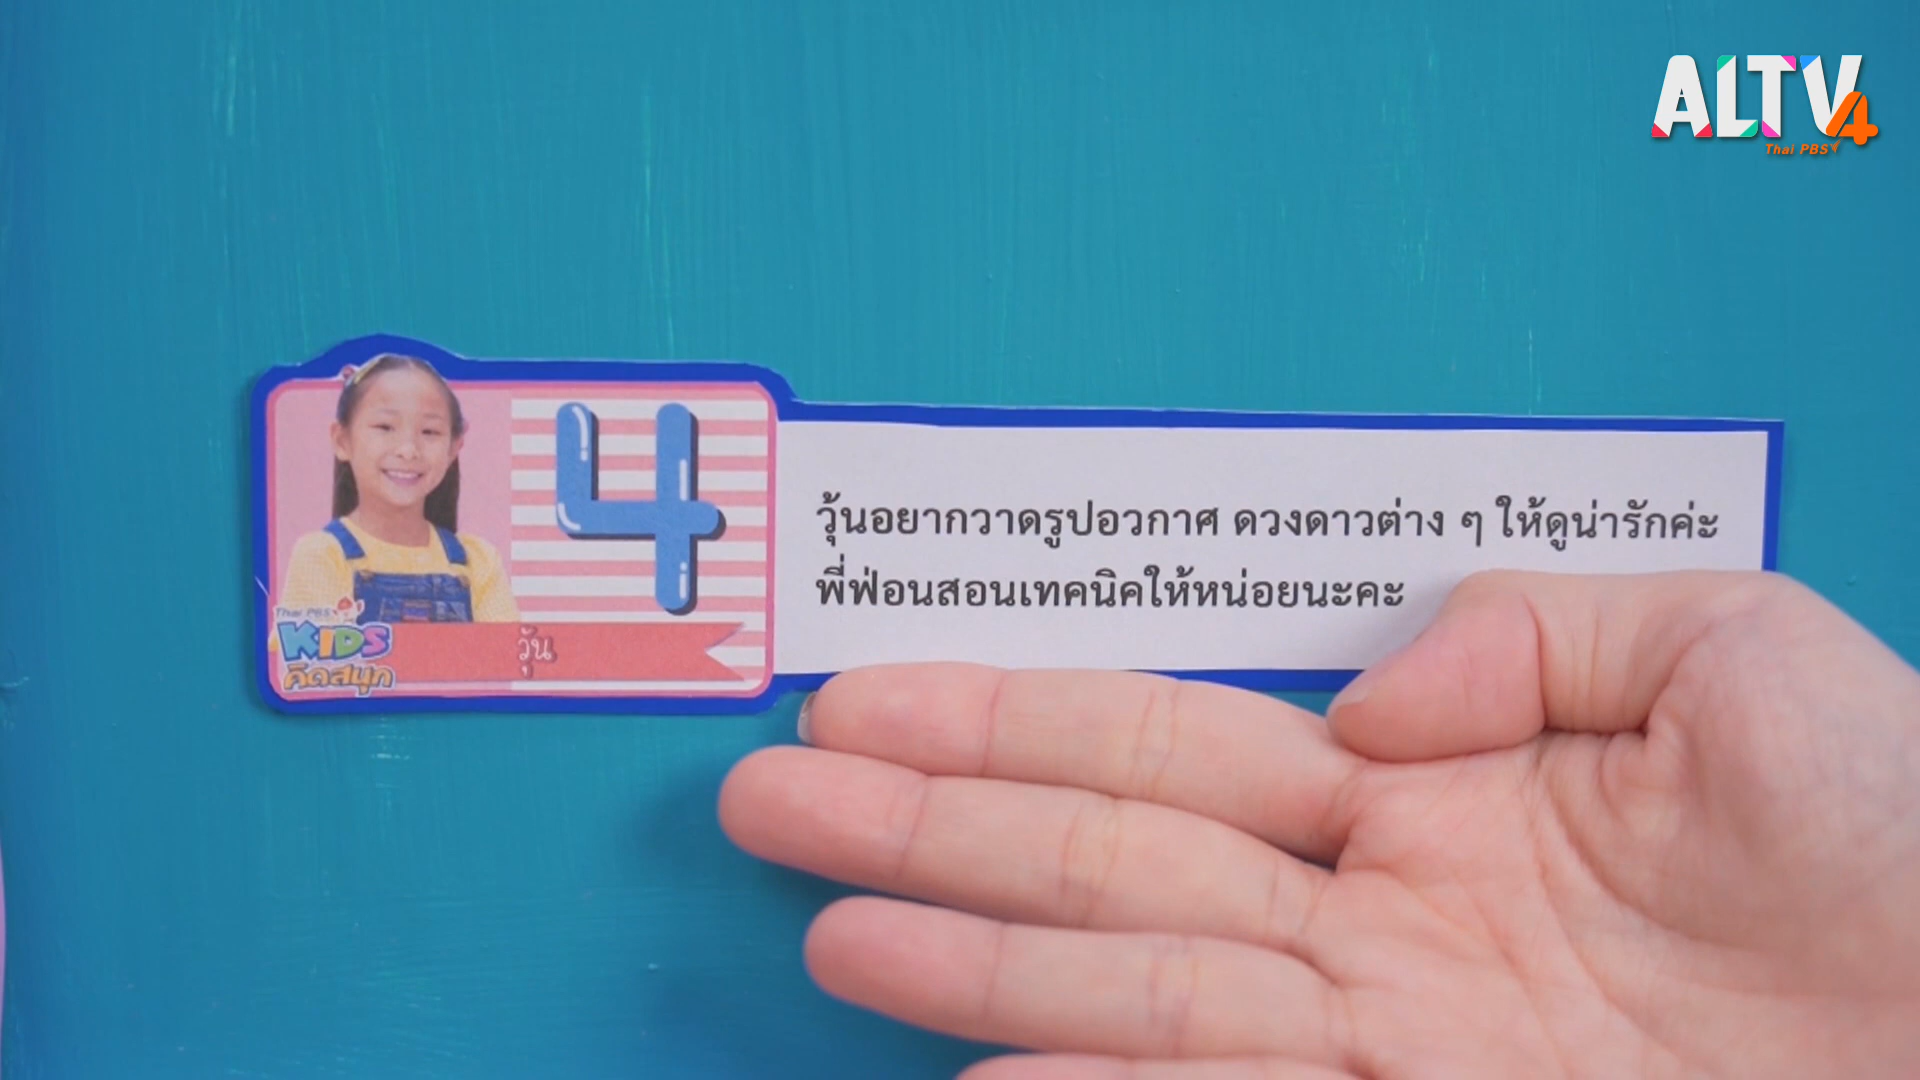 ALTV4
Thai PBS
4
วุ้นอยากวาดรูปอวกาศ ดวงดาวต่าง ๆ ให้ดูน่ารักค่ะ
พี่ฟ่อนสอนเทคนิคให้หน่อยนะคะ
Thai PBS
KIDS
คิดสนุก
วุ้น